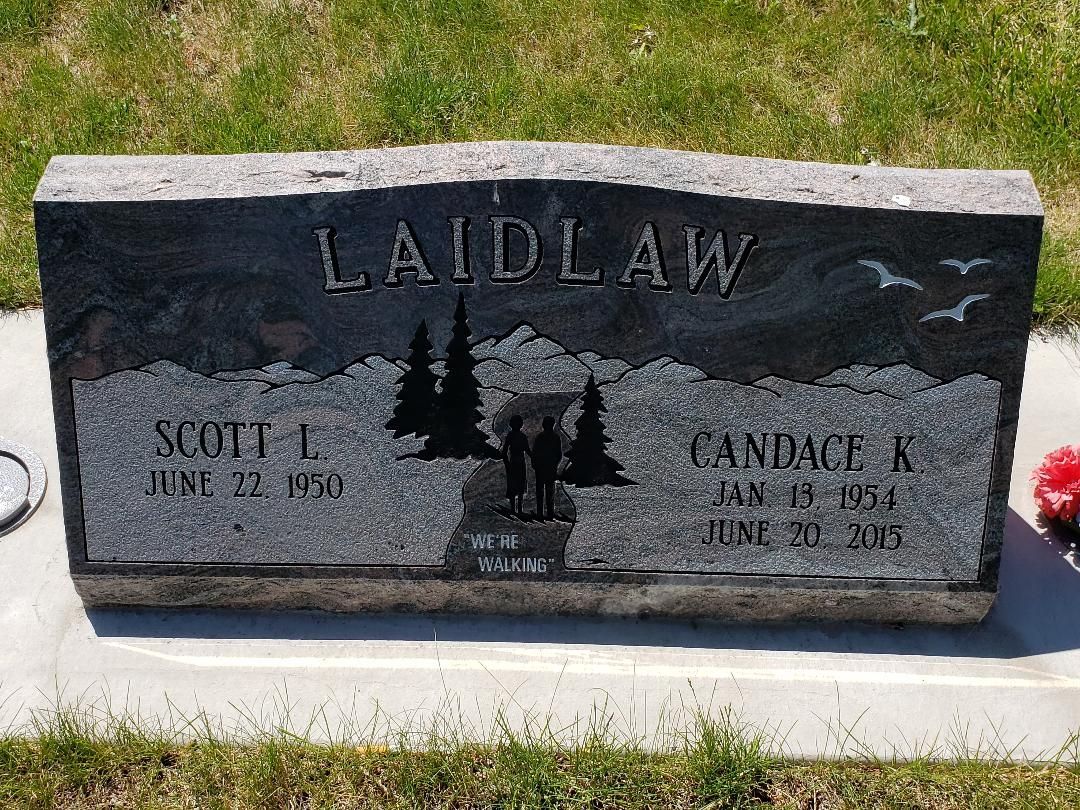 LAIDLAW
SCOTT L.
JUNE 22, 1950
CANDACE K.
JAN 13, 1954
JUNE 20, 2015
"WE'RE
WALKING"